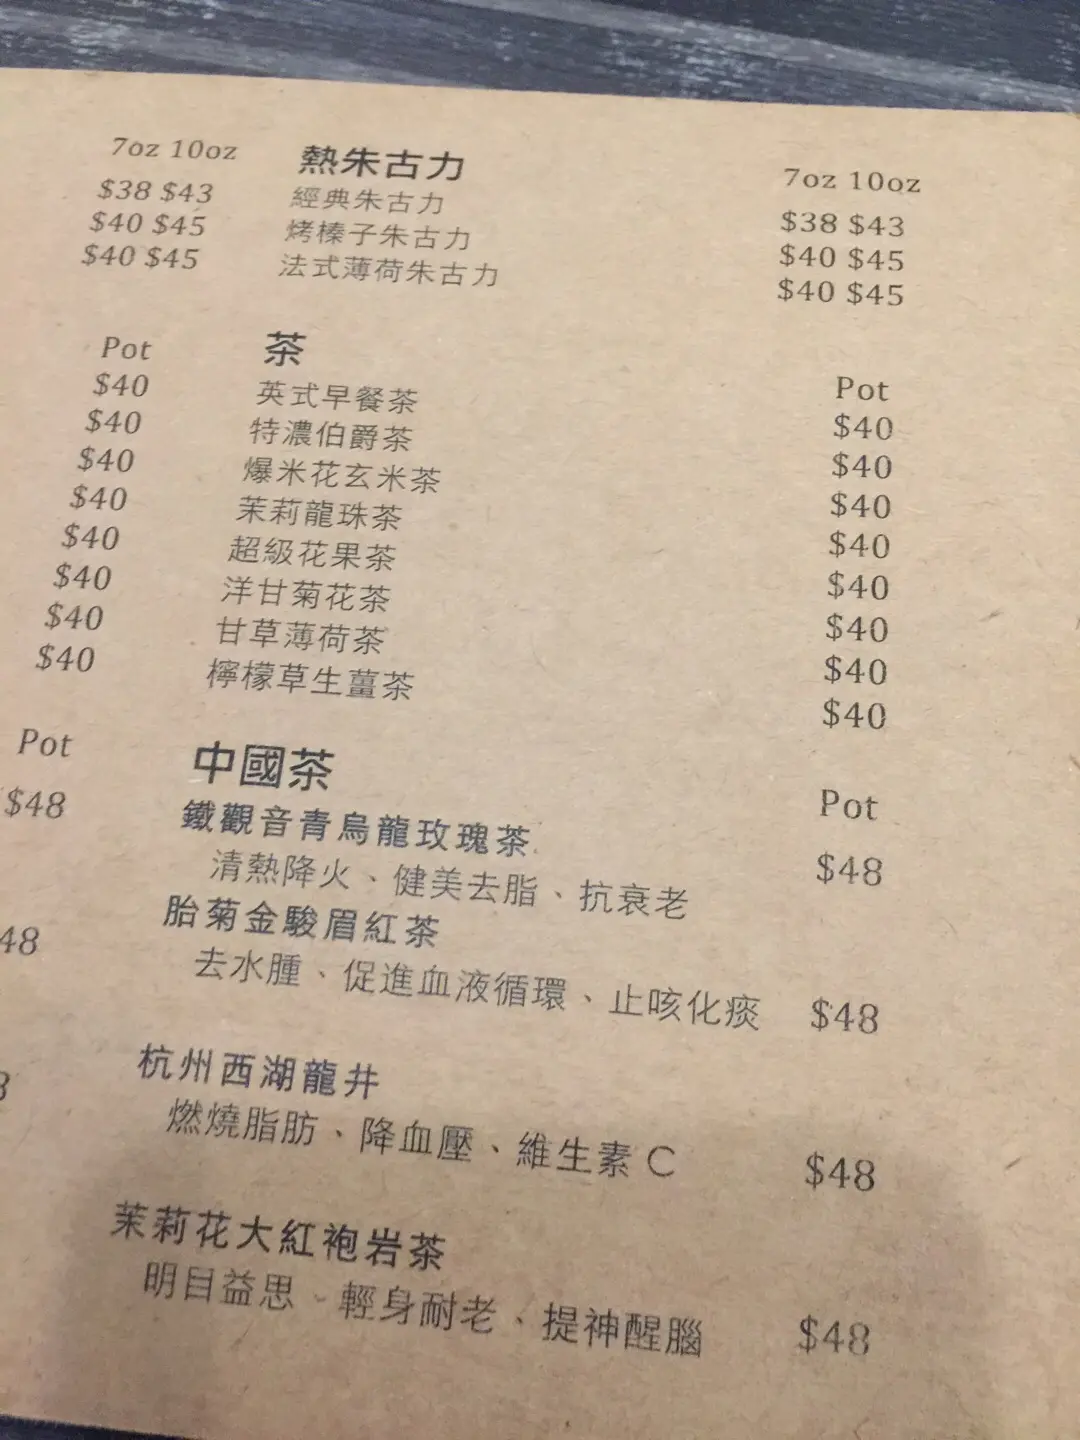 7oz 10oz 熱朱古力 7oz 10oz
$38 $43 經典朱古力 $38 $43
$40 $45 烤榛子朱古力 $40 $45
$40 $45 法式薄荷朱古力 $40 $45
Pot 茶 Pot
$40 英式早餐茶 $40
$40 特濃伯爵茶 $40
$40 爆米花玄米茶 $40
$40 茉莉龍珠茶 $40
$40 超級花果茶 $40
$40 洋甘菊花茶 $40
$40 甘草薄荷茶 $40
$40 檸檬草生薑茶 $40
Pot 中國茶 Pot
$48 鐵觀音青烏龍玫瑰茶 $48
清熱降火、健美去脂、抗衰老
48 胎菊金駿眉紅茶
去水腫、促進血液循環、止咳化痰 $48
杭州西湖龍井
燃燒脂肪、降血壓、維生素 C $48
茉莉花大紅袍岩茶
明目益思、輕身耐老、提神醒腦 $48